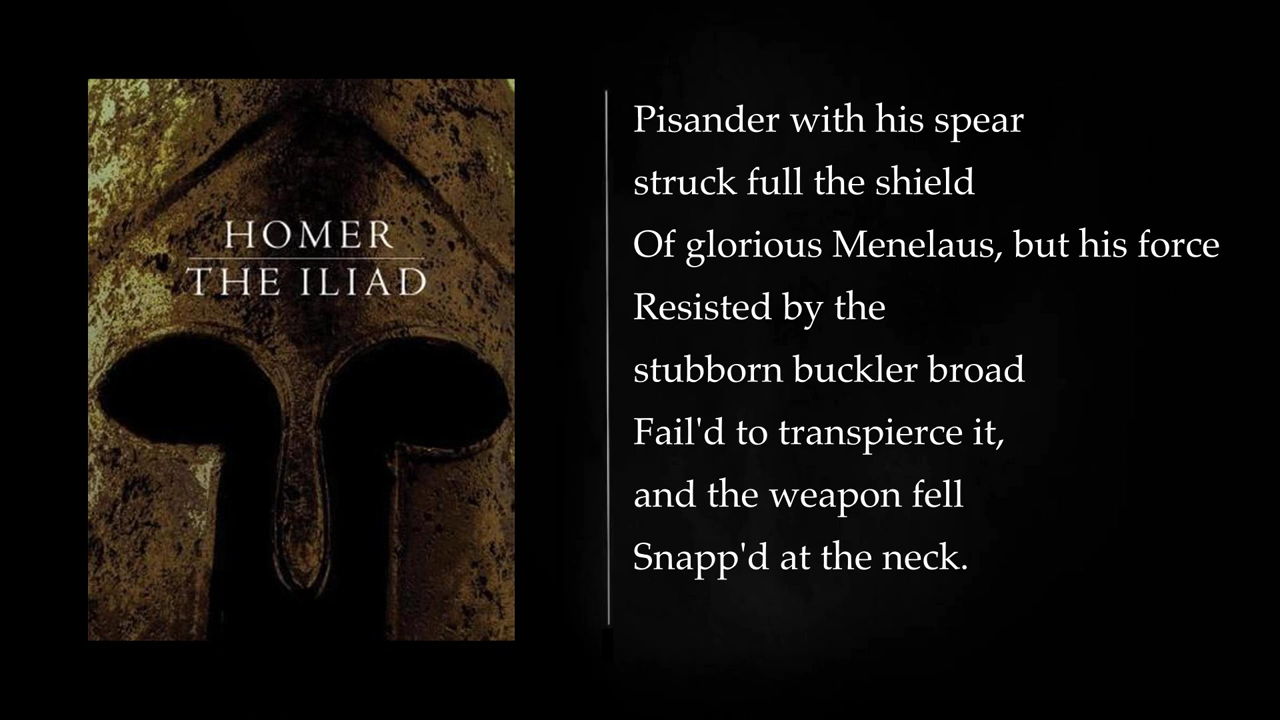 HOMER
THE ILIAD
Pisander with his spear
struck full the shield
Of glorious Menelaus, but his force
Resisted by the
stubborn buckler broad
Fail'd to transpierce it,
and the weapon fell
Snapp'd at the neck.